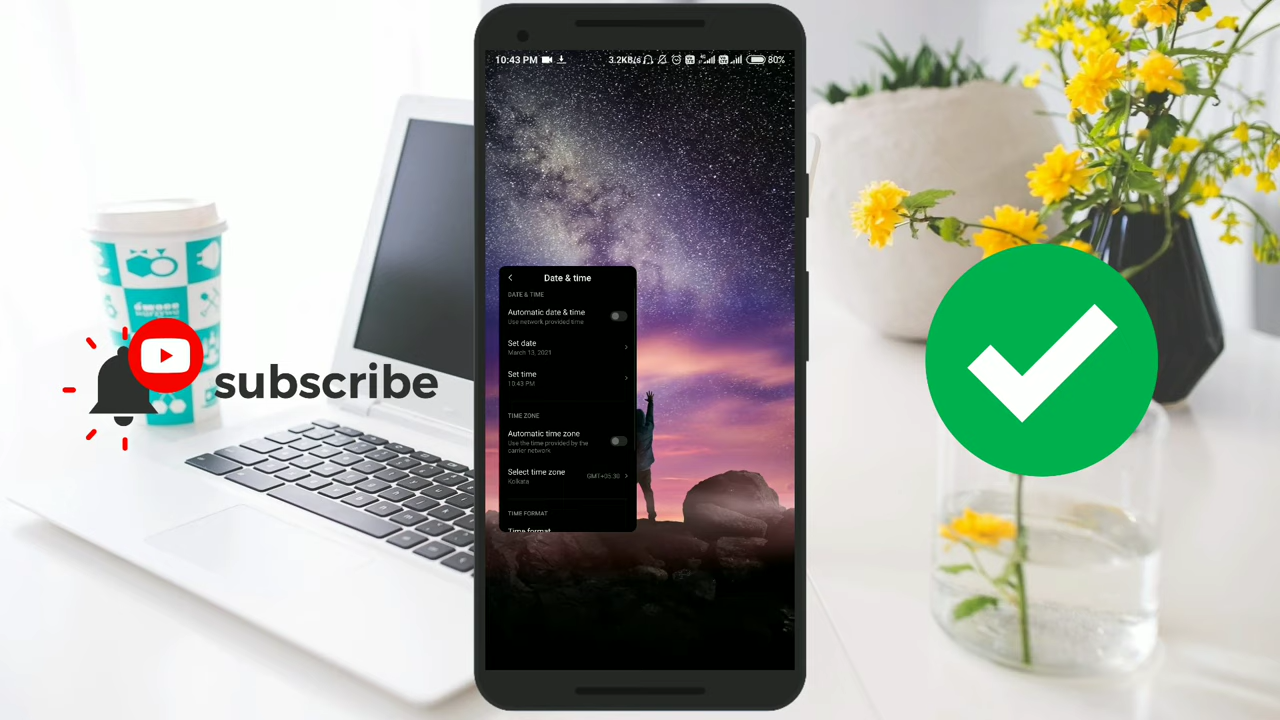 10:43 PM
3.2KB/s
80%
Date & time
DATE & TIME
Automatic date & time
Use network provided time
Set date
March 13, 2021
Set time
10:43 PM
TIME ZONE
Automatic time zone
Use the time provided by the
carrier network
Select time zone
GMT+05:30
Kolkata
TIME FORMAT
Time format
subscribe